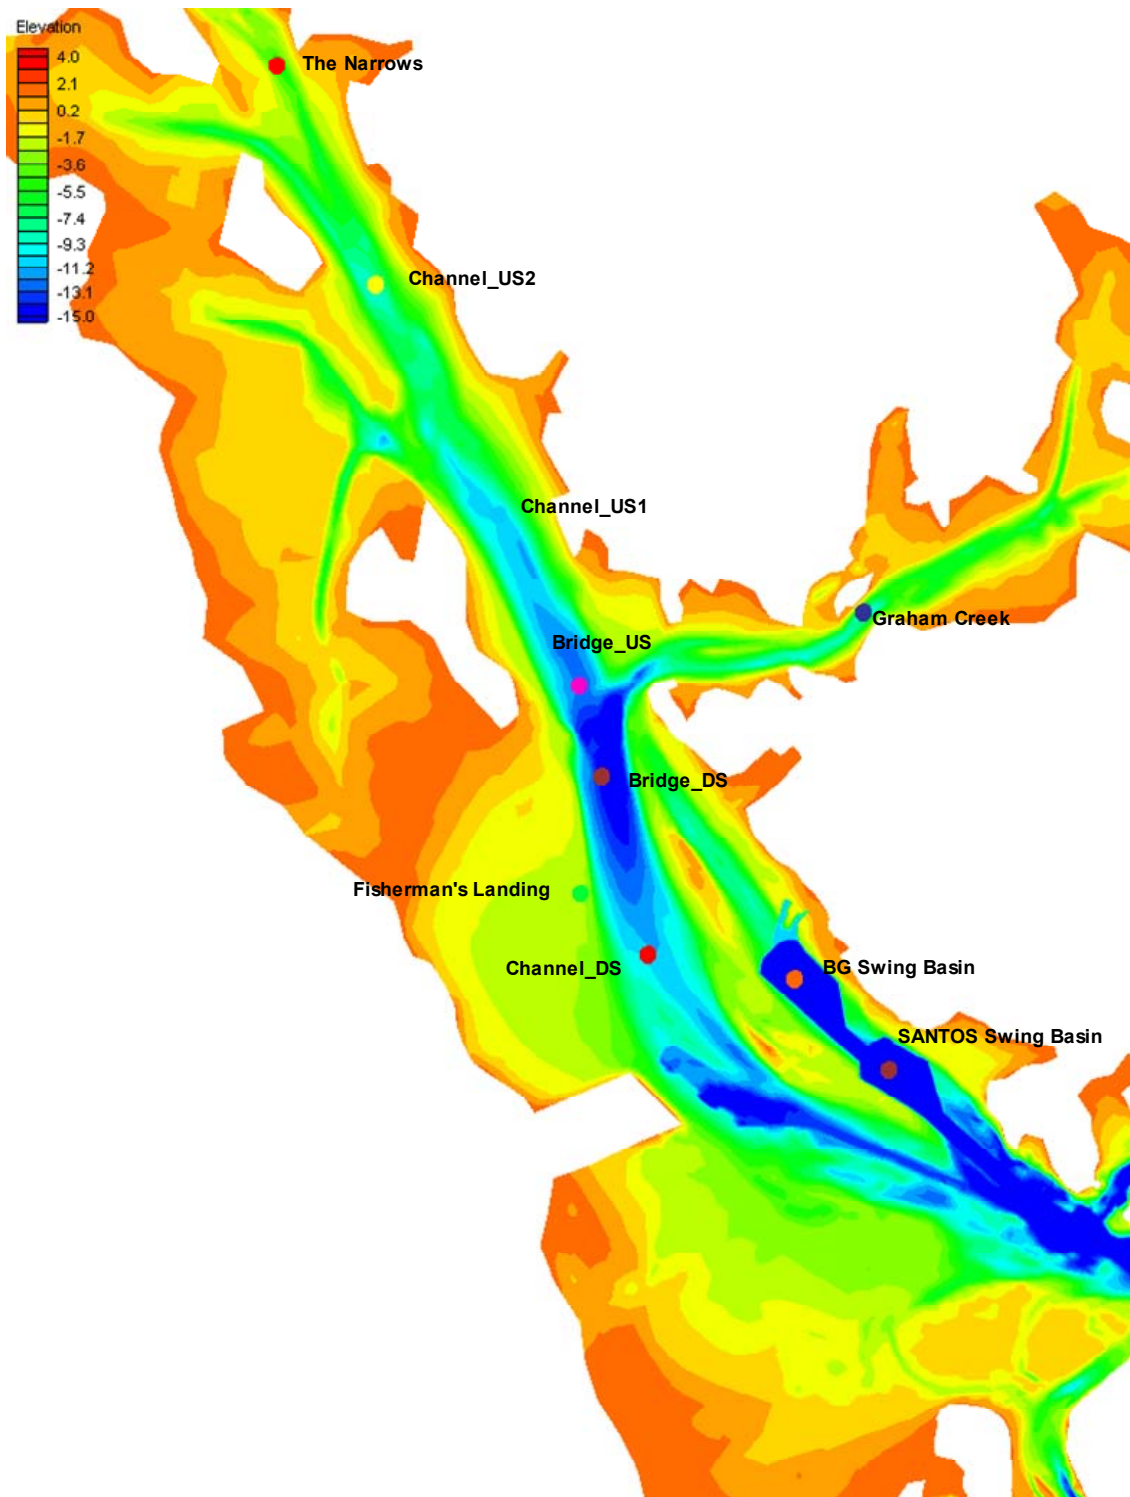 Elevation
4.0
2.1
0.2
-1.7
-3.6
-5.5
-7.4
-9.3
-11.2
-13.1
-15.0
The Narrows
Channel_US2
Channel_US1
Graham Creek
Bridge_US
Bridge_DS
Fisherman's Landing
Channel_DS
BG Swing Basin
SANTOS Swing Basin